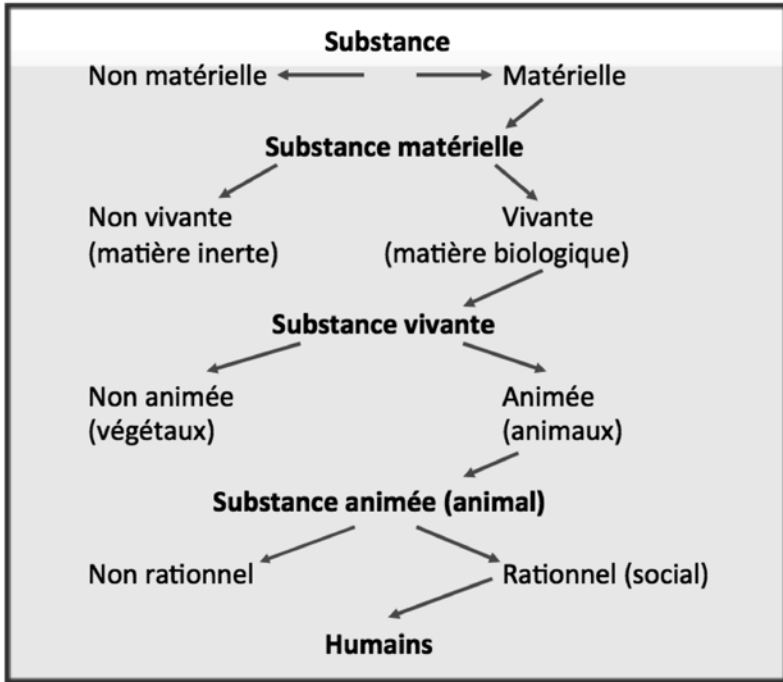 Substance
Non matérielle
Matérielle
Substance matérielle
Non vivante
(matière inerte)
Vivante
(matière biologique)
Substance vivante
Non animée
(végétaux)
Animée
(animaux)
Substance animée (animal)
Non rationnel
Rationnel (social)
Humains